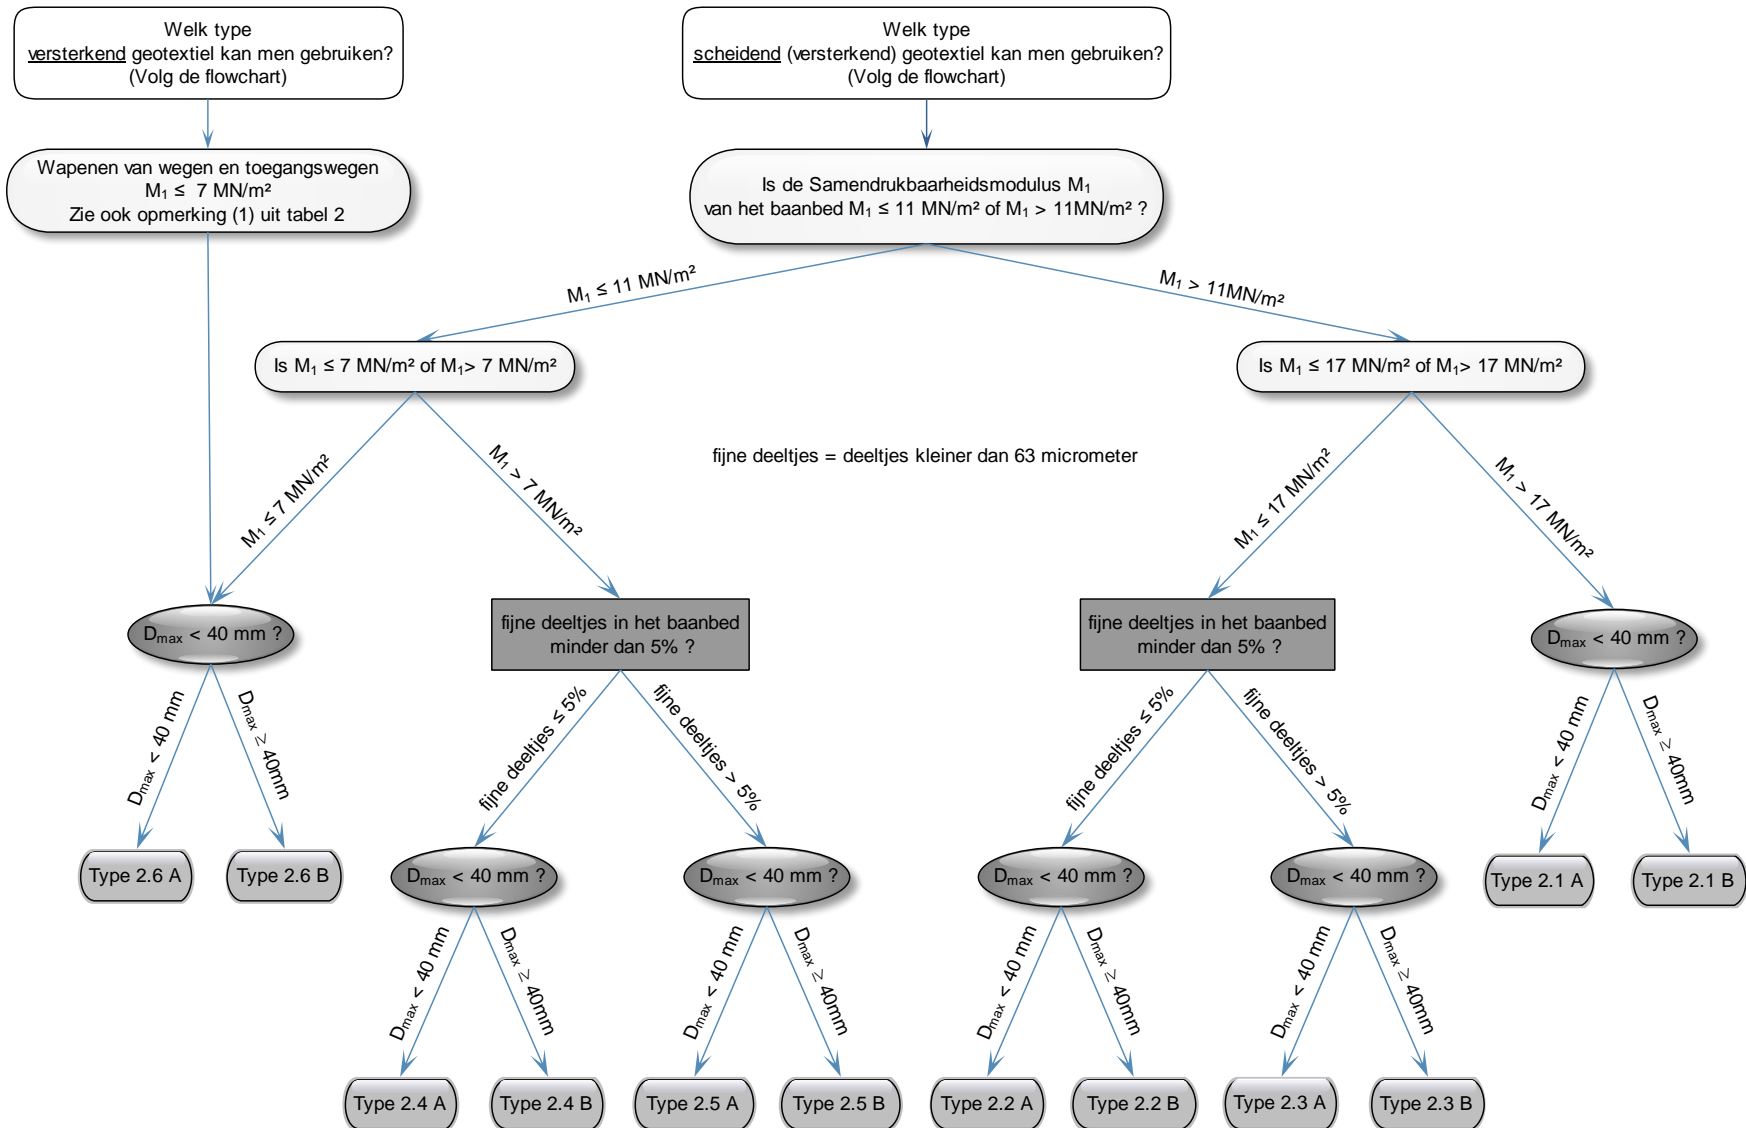 Welk type
versterkend geotextiel kan men gebruiken?
(Volg de flowchart)
Welk type
scheidend (versterkend) geotextiel kan men gebruiken?
(Volg de flowchart)
Wapenen van wegen en toegangswegen
M₁ ≤ 7 MN/m²
Zie ook opmerking (1) uit tabel 2
Is de Samendrukbaarheidsmodulus M₁
van het baanbed M₁ ≤ 11 MN/m² of M₁ > 11MN/m² ?
M₁ ≤ 11 MN/m²
M₁ > 11MN/m²
Is M₁ ≤ 7 MN/m² of M₁> 7 MN/m²
Is M₁ ≤ 17 MN/m² of M₁> 17 MN/m²
fijne deeltjes = deeltjes kleiner dan 63 micrometer
M₁ ≤ 7 MN/m²
M₁ > 7 MN/m²
M₁ ≤ 17 MN/m²
M₁ > 17 MN/m²
Dmax < 40 mm ?
fijne deeltjes in het baanbed
minder dan 5% ?
fijne deeltjes in het baanbed
minder dan 5% ?
Dmax < 40 mm ?
Dmax < 40 mm
Dmax ≥ 40mm
fijne deeltjes ≤ 5%
fijne deeltjes > 5%
fijne deeltjes ≤ 5%
fijne deeltjes > 5%
Dmax < 40 mm
Dmax ≥ 40mm
Type 2.6 A
Type 2.6 B
Dmax < 40 mm ?
Dmax < 40 mm ?
Dmax < 40 mm ?
Dmax < 40 mm ?
Type 2.1 A
Type 2.1 B
Dmax < 40 mm
Dmax ≥ 40mm
Dmax < 40 mm
Dmax ≥ 40mm
Dmax < 40 mm
Dmax ≥ 40mm
Dmax < 40 mm
Dmax ≥ 40mm
Type 2.4 A
Type 2.4 B
Type 2.5 A
Type 2.5 B
Type 2.2 A
Type 2.2 B
Type 2.3 A
Type 2.3 B